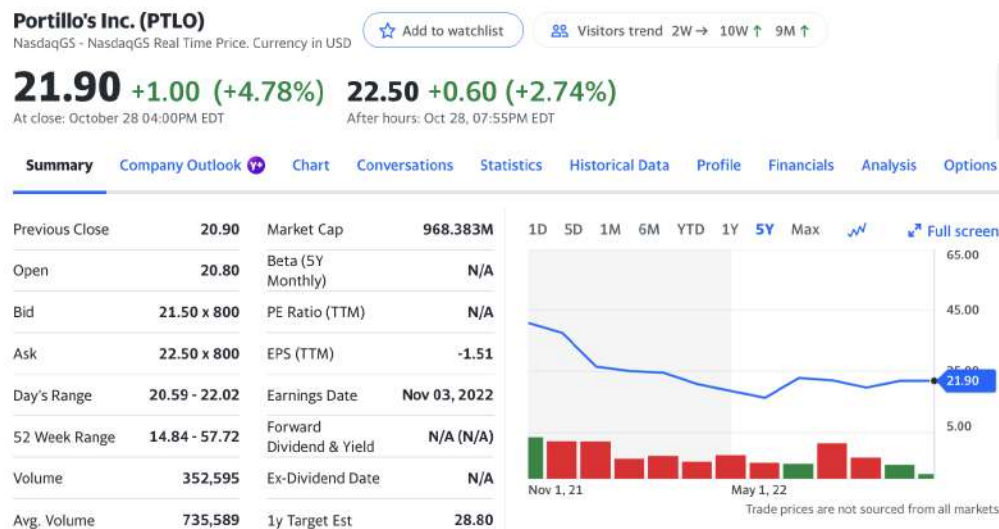 Portillo's Inc. (PTLO)
NasdaqGS - NasdaqGS Real Time Price. Currency in USD
Add to watchlist
Visitors trend 2W→ 10W↑ 9M↑
21.90 +1.00 (+4.78%) 22.50 +0.60 (+2.74%)
At close: October 28 04:00PM EDT After hours: Oct 28, 07:55PM EDT
Summary Company Outlook Y+ Chart Conversations Statistics Historical Data Profile Financials Analysis Options
Previous Close 20.90
Open 20.80
Bid 21.50 x 800
Ask 22.50 x 800
Day's Range 20.59 - 22.02
52 Week Range 14.84 - 57.72
Volume 352,595
Avg. Volume 735,589
Market Cap 968.383M
Beta (5Y
Monthly) N/A
PE Ratio (TTM) N/A
EPS (TTM) -1.51
Earnings Date Nov 03, 2022
Forward
Dividend & Yield N/A (N/A)
Ex-Dividend Date N/A
1y Target Est 28.80
1D 5D 1M 6M YTD 1Y 5Y Max Full screen
65.00
45.00
21.90
5.00
Nov 1, 21 May 1, 22
Trade prices are not sourced from all markets